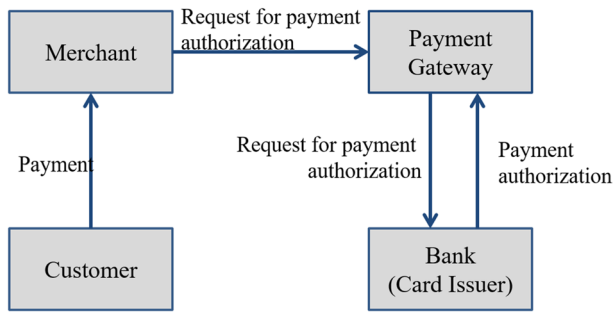 Request for payment
authorization
Merchant
Payment
Gateway
Request for payment
authorization
Payment
authorization
Payment
Customer
Bank
(Card Issuer)